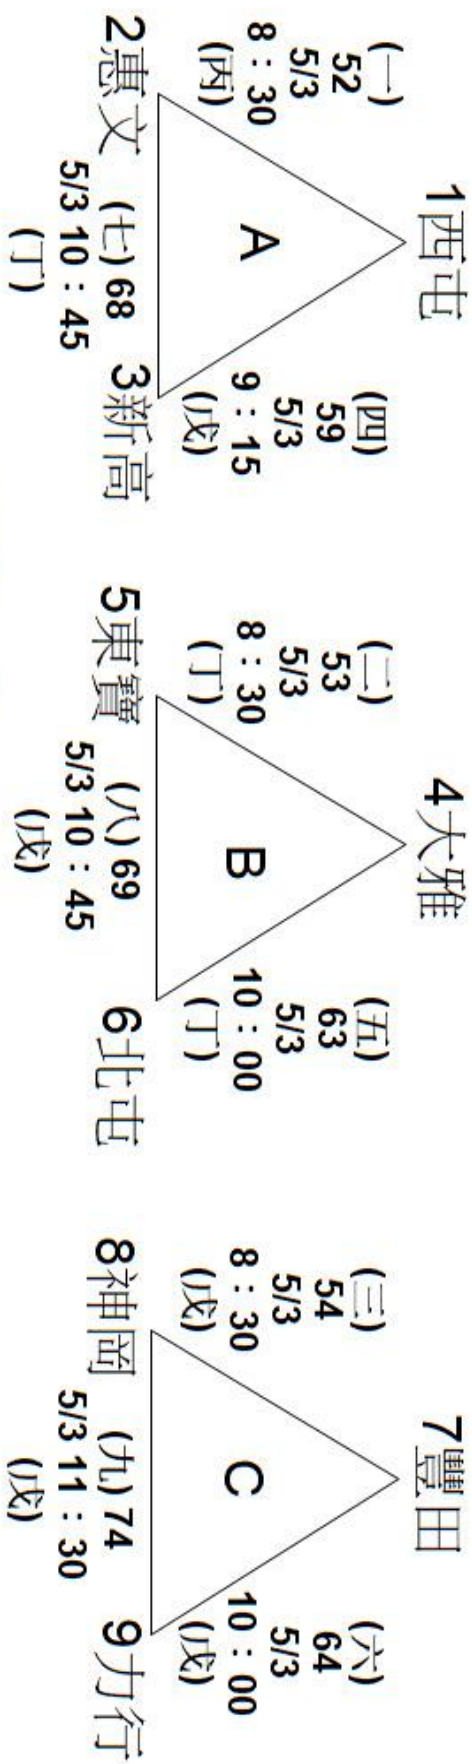 1西屯
(一)
52
5/3
8：30
(丙)
A
(四)
59
5/3
9：15
(戊)
2惠文
(七) 68
5/3 10：45
(丁)
3新高
4大雅
(二)
53
5/3
8：30
(丁)
B
(五)
63
5/3
10：00
(丁)
5東寶
(八) 69
5/3 10：45
(戊)
6北屯
7豐田
(三)
54
5/3
8：30
(戊)
C
(六)
64
5/3
10：00
(戊)
8神岡
(九) 74
5/3 11：30
(戊)
9力行